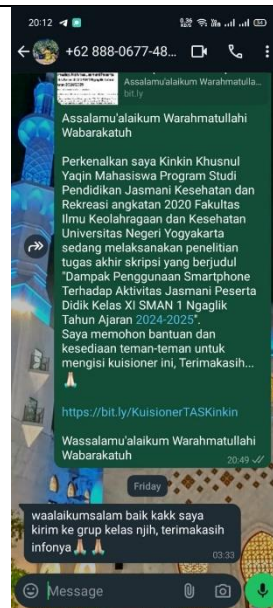 20:12
+62 888-0677-48...
Assalamu'alaikum Warahmatulla...
bit.ly
Assalamu'alaikum Warahmatullahi
Wabarakatuh
Perkenalkan saya Kinkin Khusnul
Yaqin Mahasiswa Program Studi
Pendidikan Jasmani Kesehatan dan
Rekreasi angkatan 2020 Fakultas
Ilmu Keolahragaan dan Kesehatan
Universitas Negeri Yogyakarta
sedang melaksanakan penelitian
tugas akhir skripsi yang berjudul
"Dampak Penggunaan Smartphone
Terhadap Aktivitas Jasmani Peserta
Didik Kelas XI SMAN 1 Ngaglik
Tahun Ajaran 2024-2025".
Saya memohon bantuan dan
kesediaan teman-teman untuk
mengisi kuisioner ini, Terimakasih...
🙏🏻
https://bit.ly/KuisionerTASKinkin
Wassalamu'alaikum Warahmatullahi
Wabarakatuh
20:49
Friday
waalaikumsalam baik kakk saya
kirim ke grup kelas njih, terimakasih
infonya 🙏🏻🙏🏻
03:33
Message